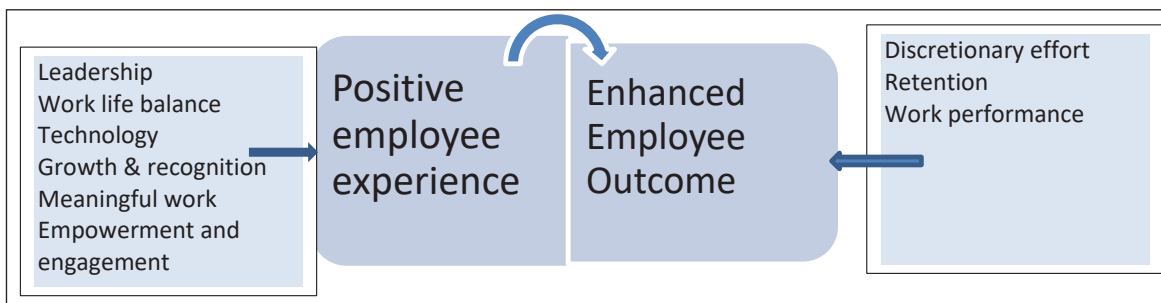 Leadership
Work life balance
Technology
Growth & recognition
Meaningful work
Empowerment and
engagement
Positive
employee
experience
Enhanced
Employee
Outcome
Discretionary effort
Retention
Work performance